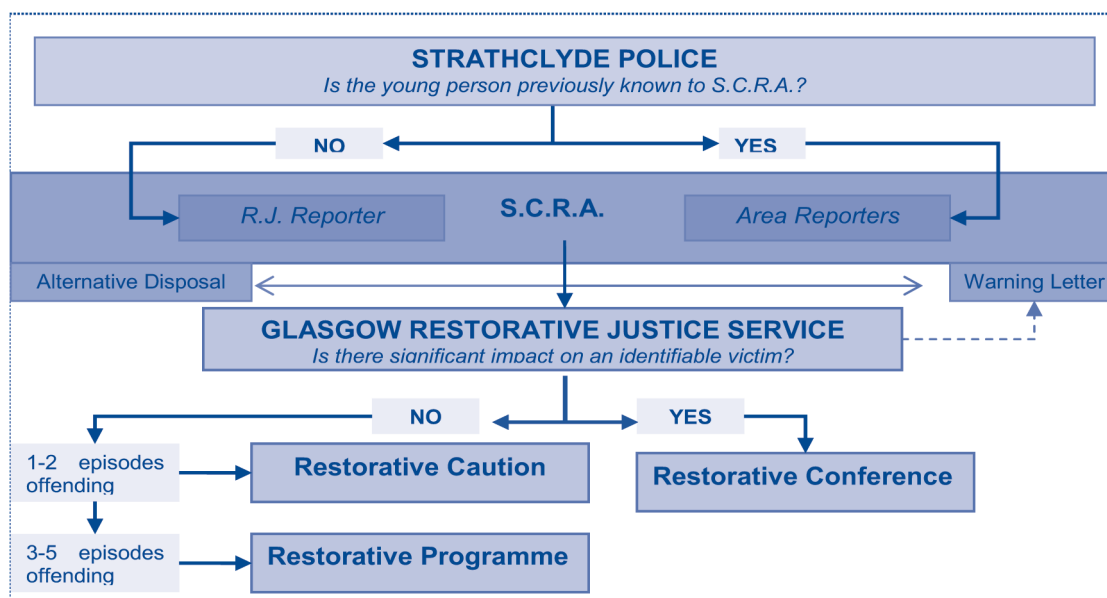 STRATHCLYDE POLICE
Is the young person previously known to S.C.R.A.?
NO
YES
R.J. Reporter
S.C.R.A.
Area Reporters
Alternative Disposal
Warning Letter
GLASGOW RESTORATIVE JUSTICE SERVICE
Is there significant impact on an identifiable victim?
NO
YES
1-2 episodes
offending
Restorative Caution
Restorative Conference
3-5 episodes
offending
Restorative Programme